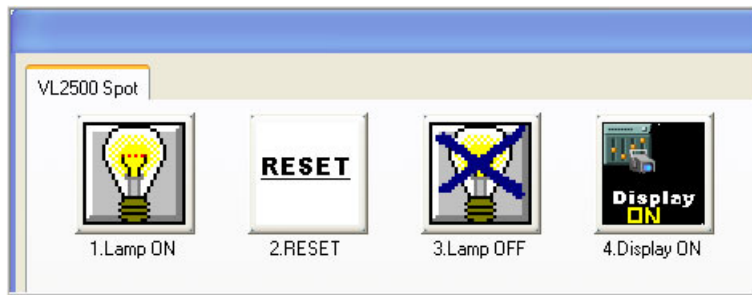 VL2500 Spot
RESET
Display
ON
1.Lamp ON
2.RESET
3.Lamp OFF
4.Display ON